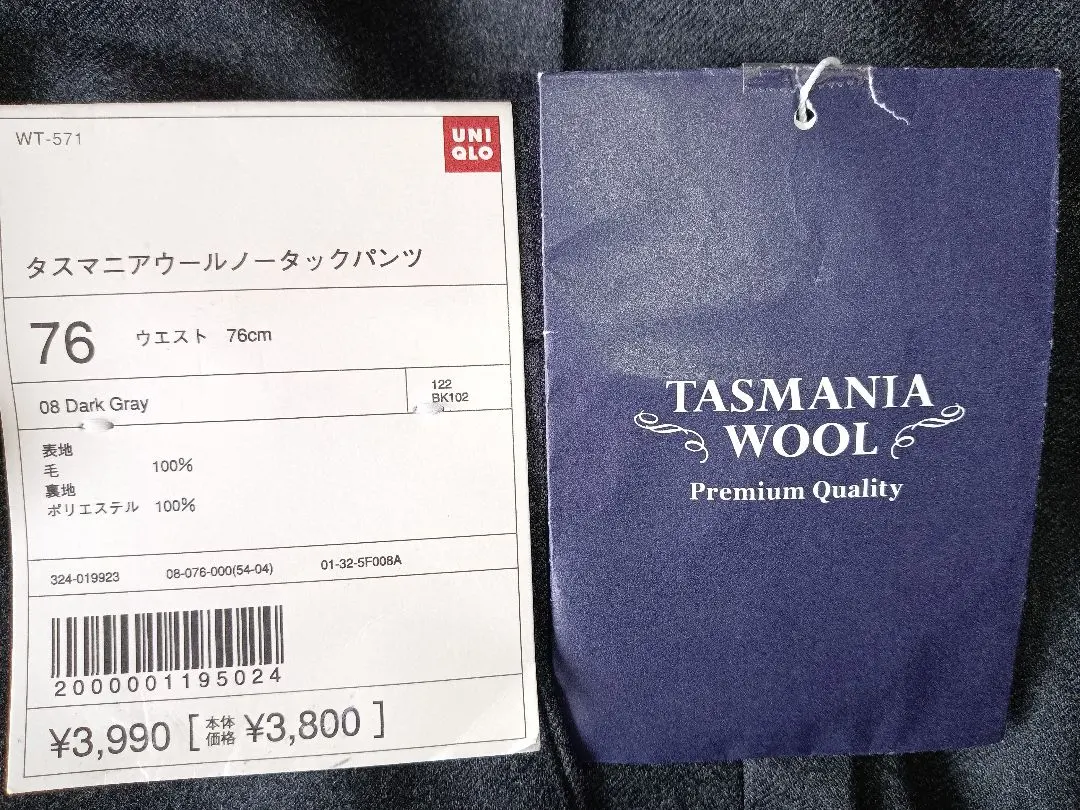 WT-571
UNI
QLO
タスマニアウールノータックパンツ
76 ウエスト 76cm
08 Dark Gray
122
BK102
表地
毛 100%
裏地
ポリエステル 100%
324-019923 08-076-000(54-04) 01-32-5F008A
2000001195024
¥3,990 [本体価格 ¥3,800]
TASMANIA
WOOL
Premium Quality